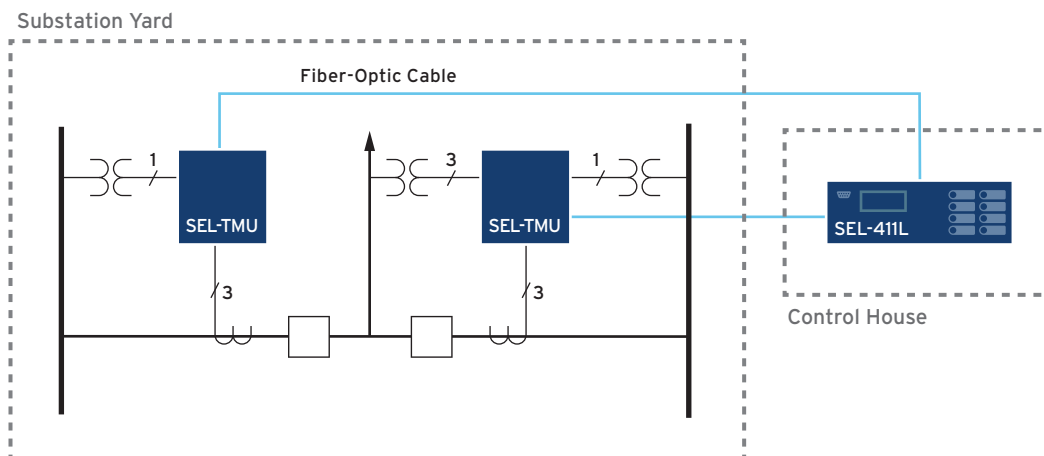 Substation Yard
Fiber-Optic Cable
1
3
1
SEL-TMU
SEL-TMU
SEL-411L
3
3
Control House